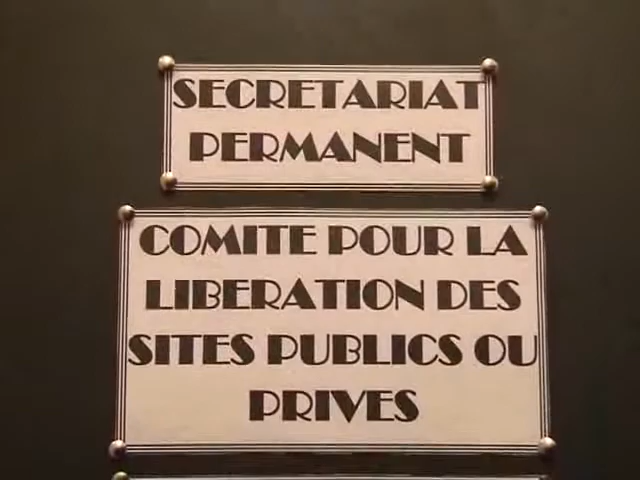 SECRETARIAT
PERMANENT
COMITE POUR LA
LIBERATION DES
SITES PUBLICS OU
PRIVES